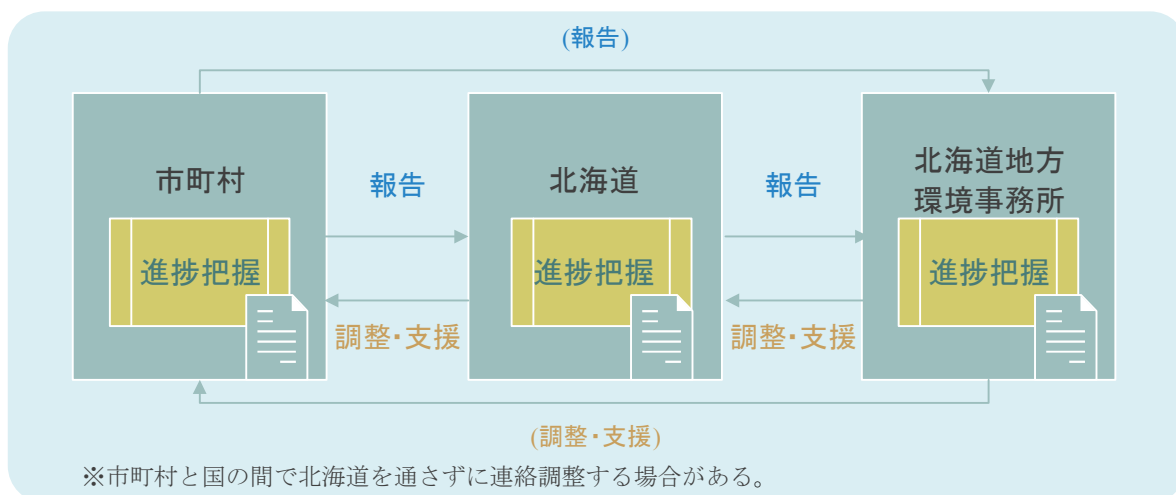 (報告)
市町村
報告
北海道
報告
北海道地方
環境事務所
進捗把握
進捗把握
進捗把握
調整・支援
調整・支援
(調整・支援)
※市町村と国の間で北海道を通さずに連絡調整する場合がある。